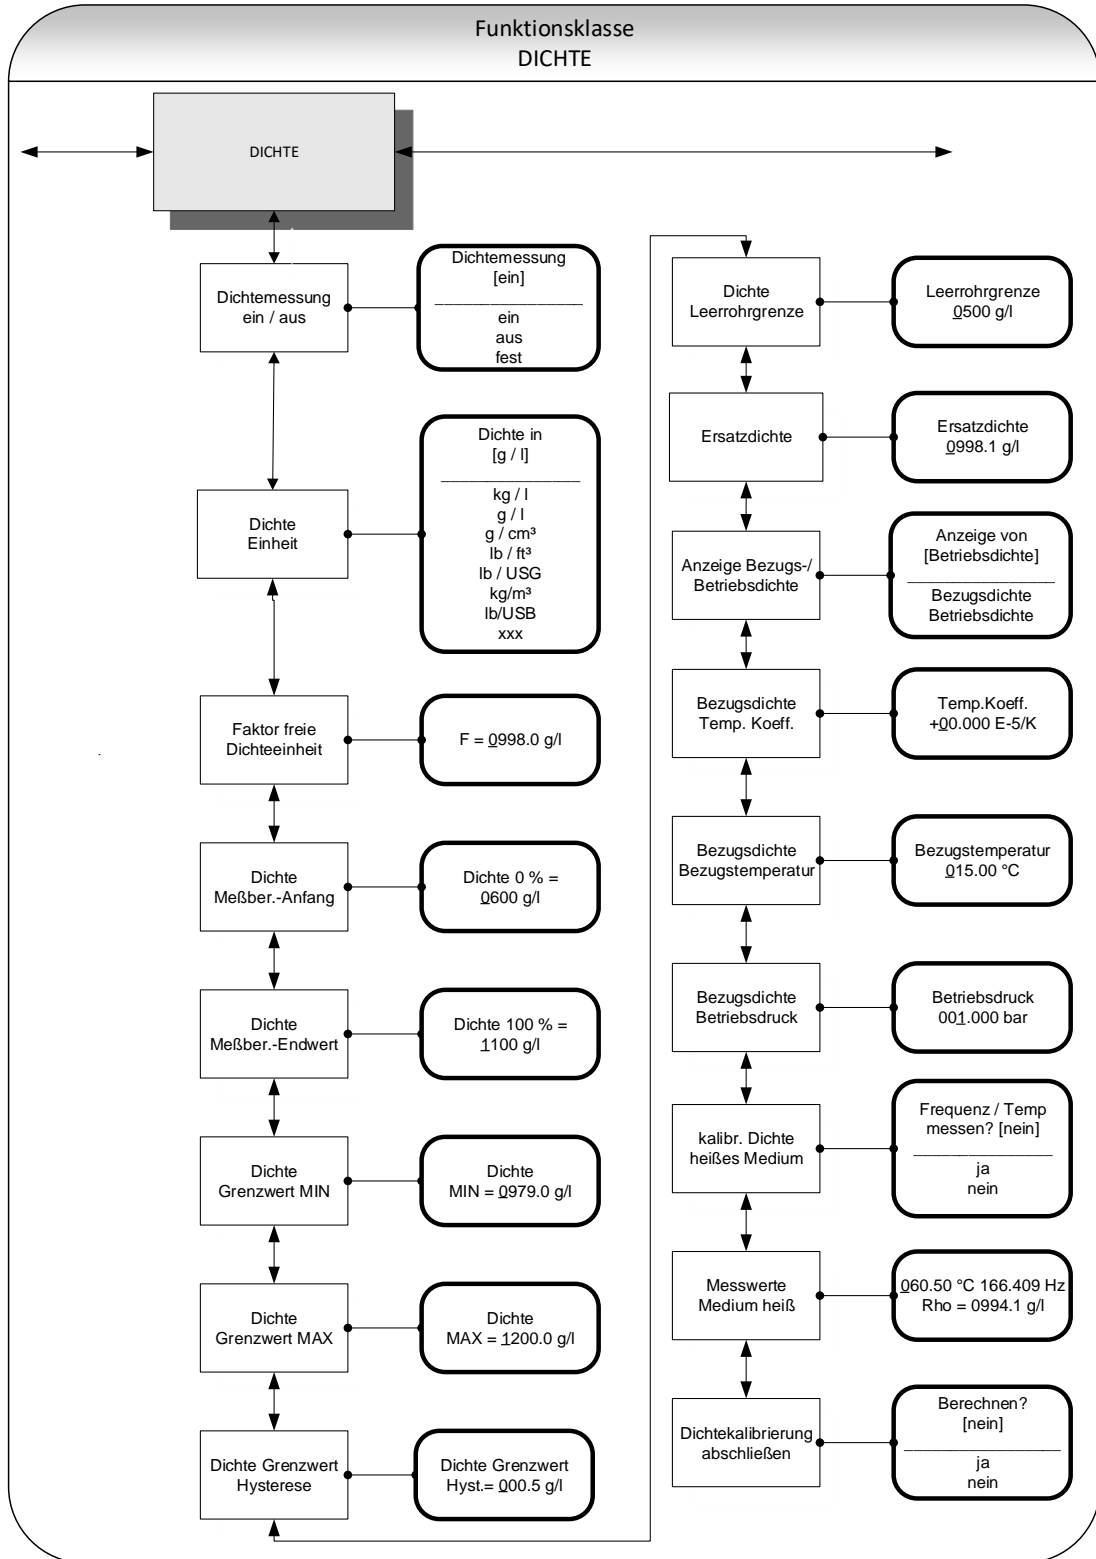 Funktionsklasse
DICHTE
DICHTE
Dichtemessung
ein / aus
Dichtemessung
[ein]
ein
aus
fest
Dichte
Einheit
Dichte in
[g / l]
kg / l
g / l
g / cm³
lb / ft³
lb / USG
kg/m³
lb/USB
xxx
Faktor freie
Dichteeinheit
F = 0998.0 g/l
Dichte
Meßber.-Anfang
Dichte 0 % =
0600 g/l
Dichte
Meßber.-Endwert
Dichte 100 % =
1100 g/l
Dichte
Grenzwert MIN
Dichte
MIN = 0979.0 g/l
Dichte
Grenzwert MAX
Dichte
MAX = 1200.0 g/l
Dichte Grenzwert
Hysterese
Dichte Grenzwert
Hyst.= 000.5 g/l
Dichte
Leerrohrgrenze
Leerrohrgrenze
0500 g/l
Ersatzdichte
Ersatzdichte
0998.1 g/l
Anzeige Bezugs-/
Betriebsdichte
Anzeige von
[Betriebsdichte]
Bezugsdichte
Betriebsdichte
Bezugsdichte
Temp. Koeff.
Temp.Koeff.
+00.000 E-5/K
Bezugsdichte
Bezugstemperatur
Bezugstemperatur
015.00 °C
Bezugsdichte
Betriebsdruck
Betriebsdruck
001.000 bar
kalibr. Dichte
heißes Medium
Frequenz / Temp
messen? [nein]
ja
nein
Messwerte
Medium heiß
060.50 °C 166.409 Hz
Rho = 0994.1 g/l
Dichtekalibrierung
abschließen
Berechnen?
[nein]
ja
nein